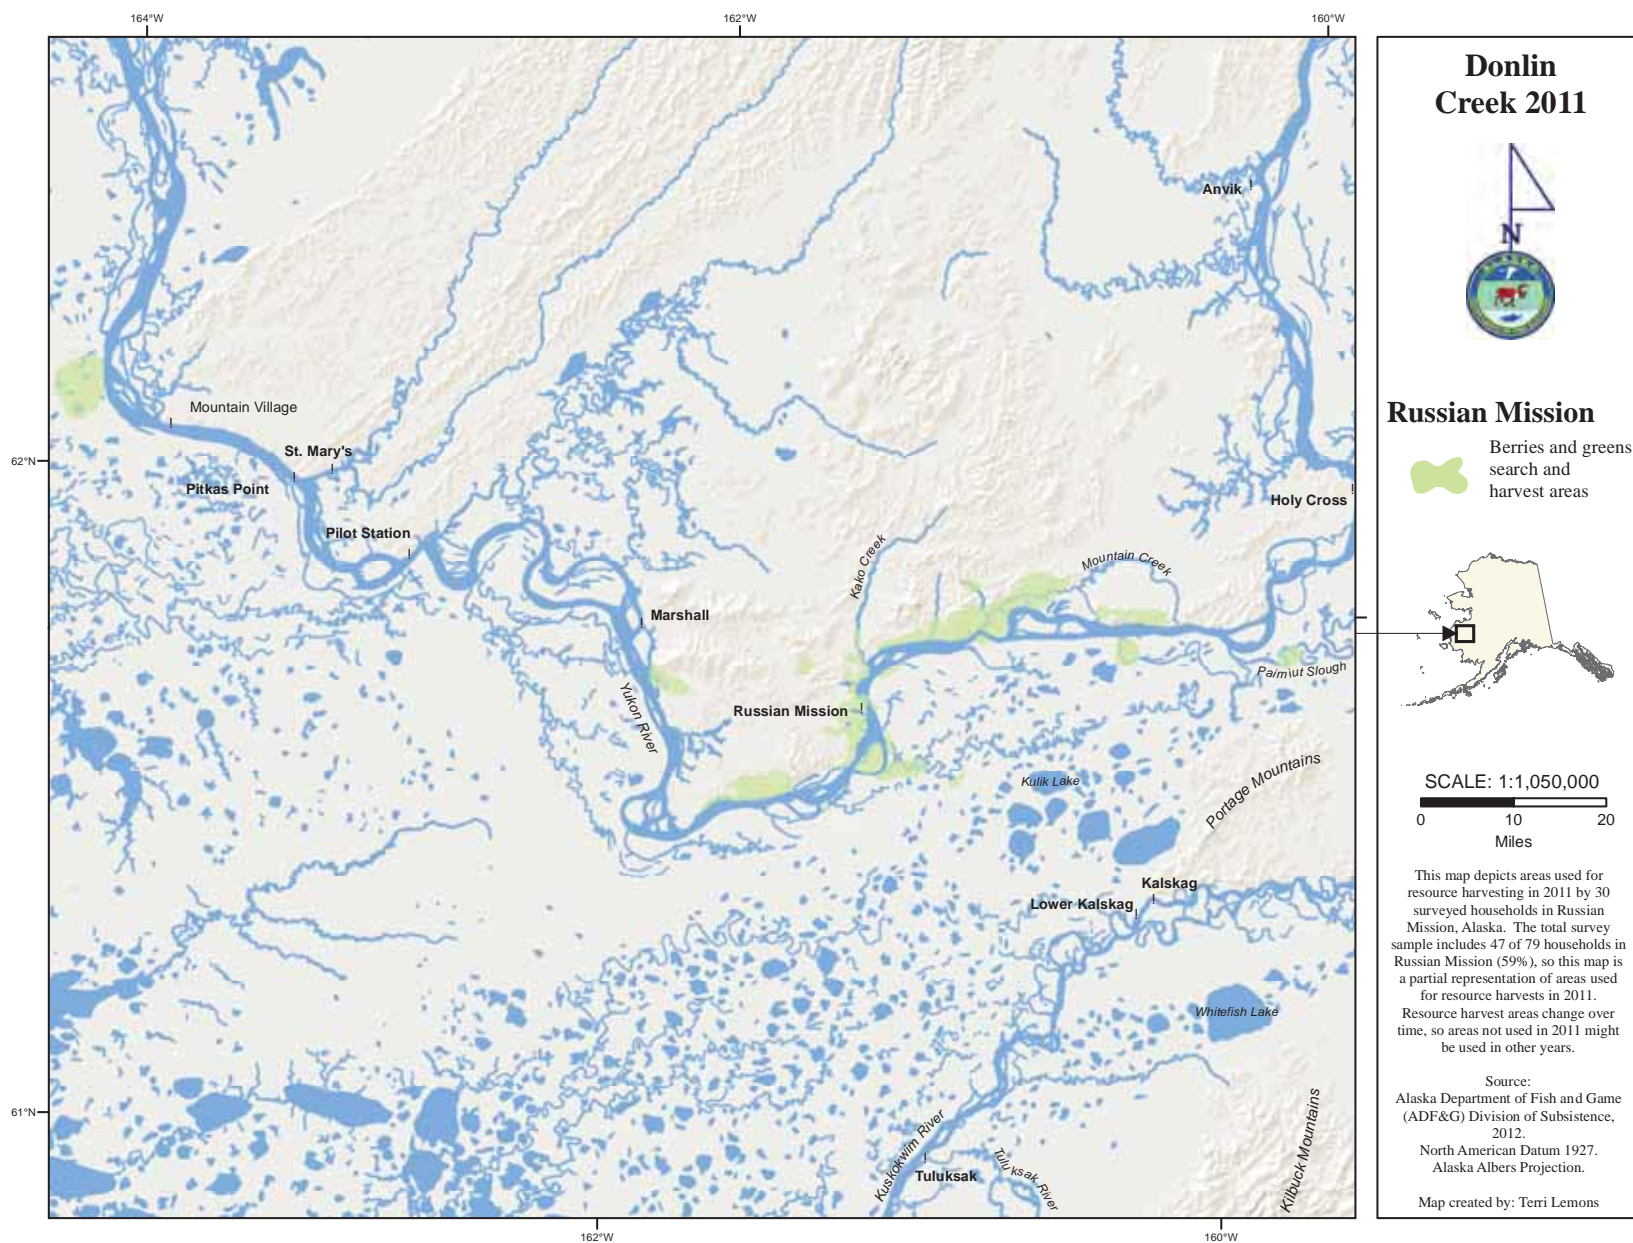 164°W
162°W
160°W
62°N
61°N
162°W
160°W
Anvik !
Mountain Village
!
St. Mary's
!
!
Pitkas Point
Pilot Station
!
Holy Cross
!
Kako Creek
Mountain Creek
Marshall
!
Paimiut Slough
Yukon River
Russian Mission !
Kulik Lake
Portage Mountains
Kalskag
!
Lower Kalskag
!
Whitefish Lake
Kuskokwim River
!
Tuluksak
Tuluksak River
Kilbuck Mountains
Donlin
Creek 2011
N
Russian Mission
Berries and greens
search and
harvest areas
SCALE: 1:1,050,000
0 10 20
Miles
This map depicts areas used for
resource harvesting in 2011 by 30
surveyed households in Russian
Mission, Alaska. The total survey
sample includes 47 of 79 households in
Russian Mission (59%), so this map is
a partial representation of areas used
for resource harvests in 2011.
Resource harvest areas change over
time, so areas not used in 2011 might
be used in other years.
Source:
Alaska Department of Fish and Game
(ADF&G) Division of Subsistence,
2012.
North American Datum 1927.
Alaska Albers Projection.
Map created by: Terri Lemons